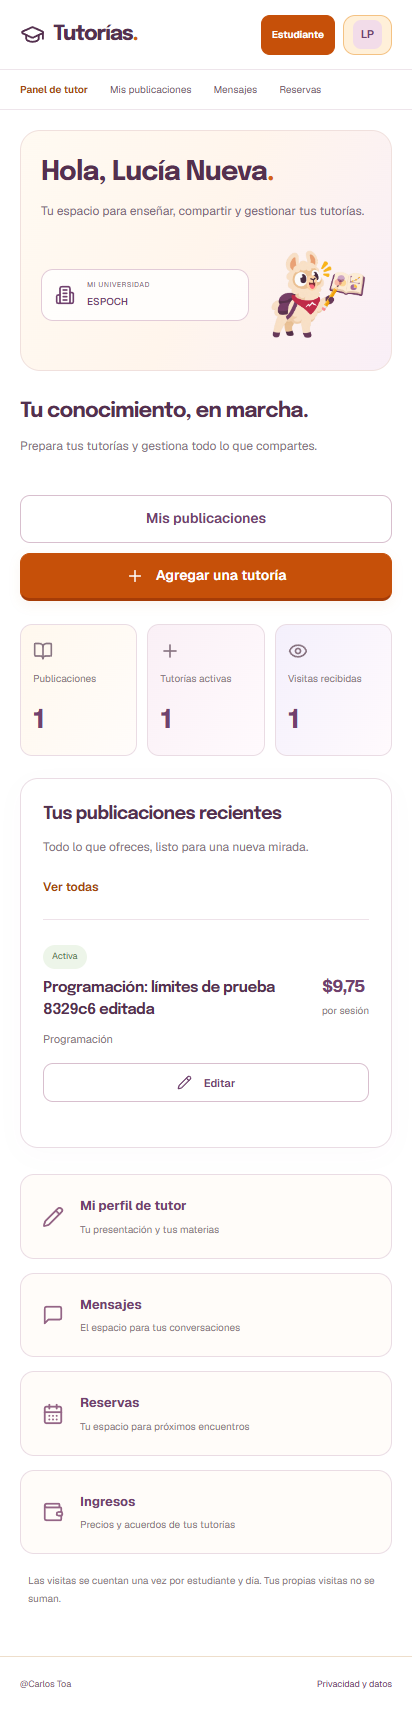 Tutorías.
Estudiante
LP
Panel de tutor
Mis publicaciones
Mensajes
Reservas
Hola, Lucía Nueva.
Tu espacio para enseñar, compartir y gestionar tus tutorías.
MI UNIVERSIDAD
ESPOCH
Tu conocimiento, en marcha.
Prepara tus tutorías y gestiona todo lo que compartes.
Mis publicaciones
Agregar una tutoría
Publicaciones
1
Tutorías activas
1
Visitas recibidas
1
Tus publicaciones recientes
Todo lo que ofreces, listo para una nueva mirada.
Ver todas
Activa
Programación: límites de prueba
8329c6 editada
$9,75
por sesión
Programación
Editar
Mi perfil de tutor
Tu presentación y tus materias
Mensajes
El espacio para tus conversaciones
Reservas
Tu espacio para próximos encuentros
Ingresos
Precios y acuerdos de tus tutorías
Las visitas se cuentan una vez por estudiante y día. Tus propias visitas no se
suman.
@Carlos Toa
Privacidad y datos